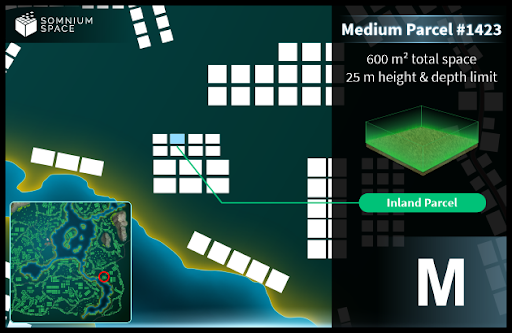 SOMNIUM
SPACE
Medium Parcel #1423
600 m² total space
25 m height & depth limit
Inland Parcel
M